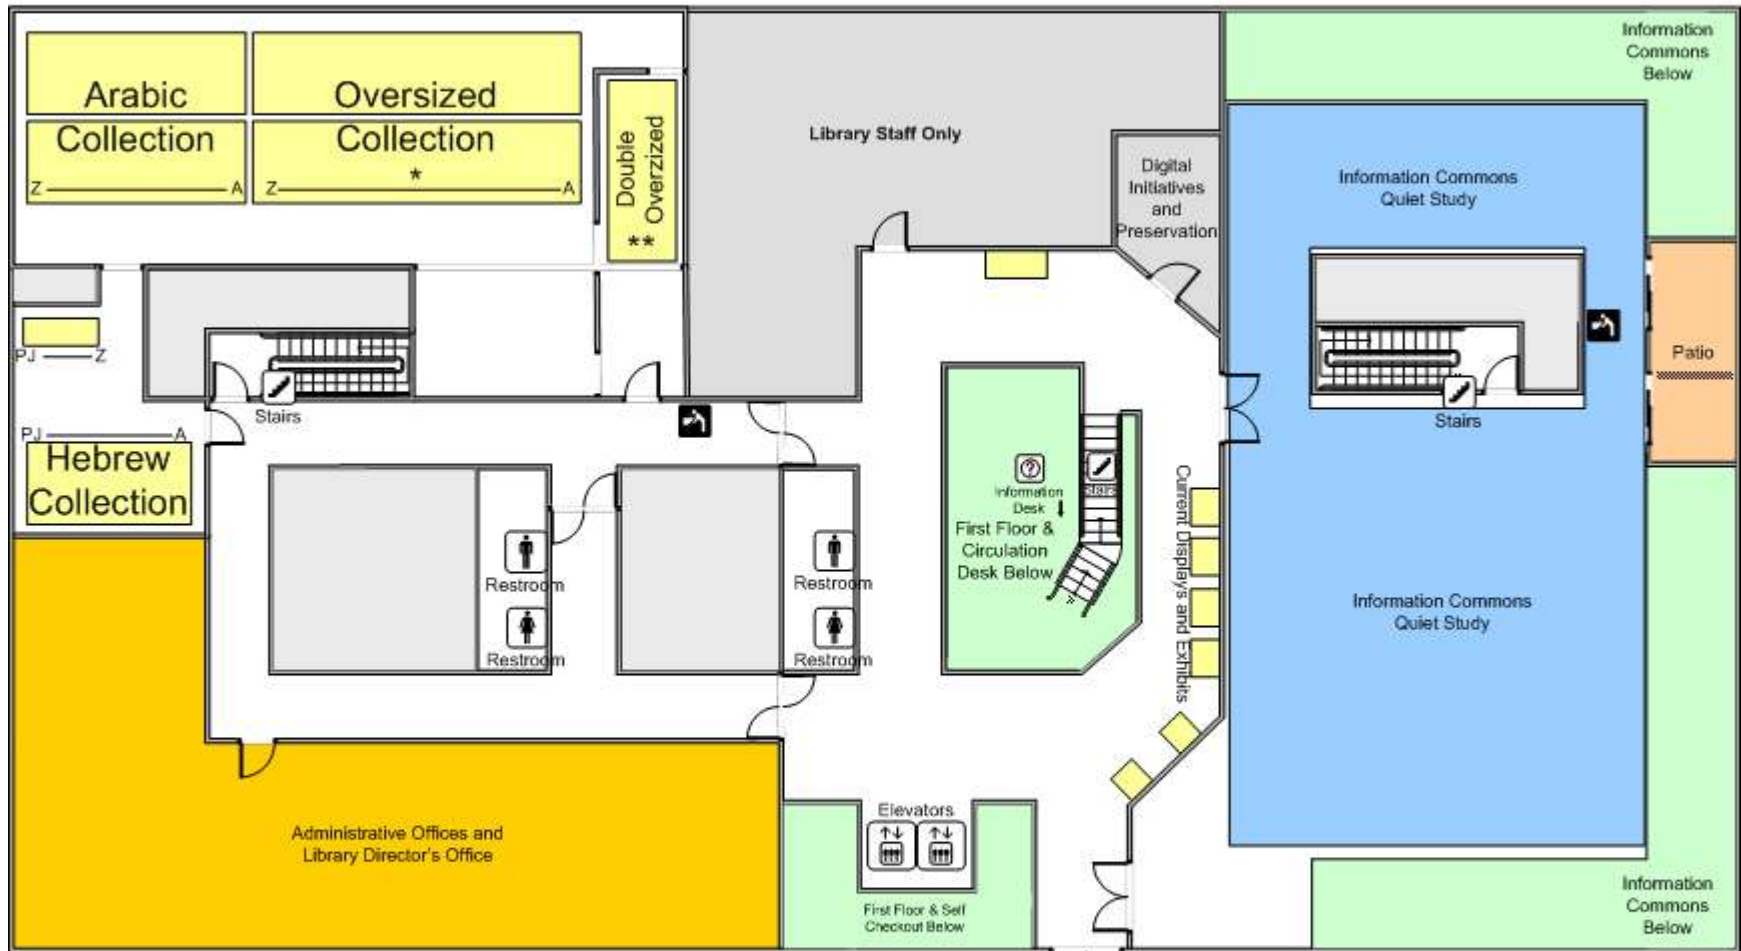 Arabic
Collection
Z
A
Oversized
Collection
*
Z
A
Double
Overzized
**
Library Staff Only
Digital
Initiatives
and
Preservation
Information
Commons
Below
Information Commons
Quiet Study
Patio
Stairs
PJ
Z
PJ
A
Hebrew
Collection
Stairs
Restroom
Restroom
Restroom
Restroom
?
Information
Desk
Stairs
First Floor &
Circulation
Desk Below
Current Displays and Exhibits
Information Commons
Quiet Study
Administrative Offices and
Library Director's Office
Elevators
First Floor & Self
Checkout Below
Information
Commons
Below